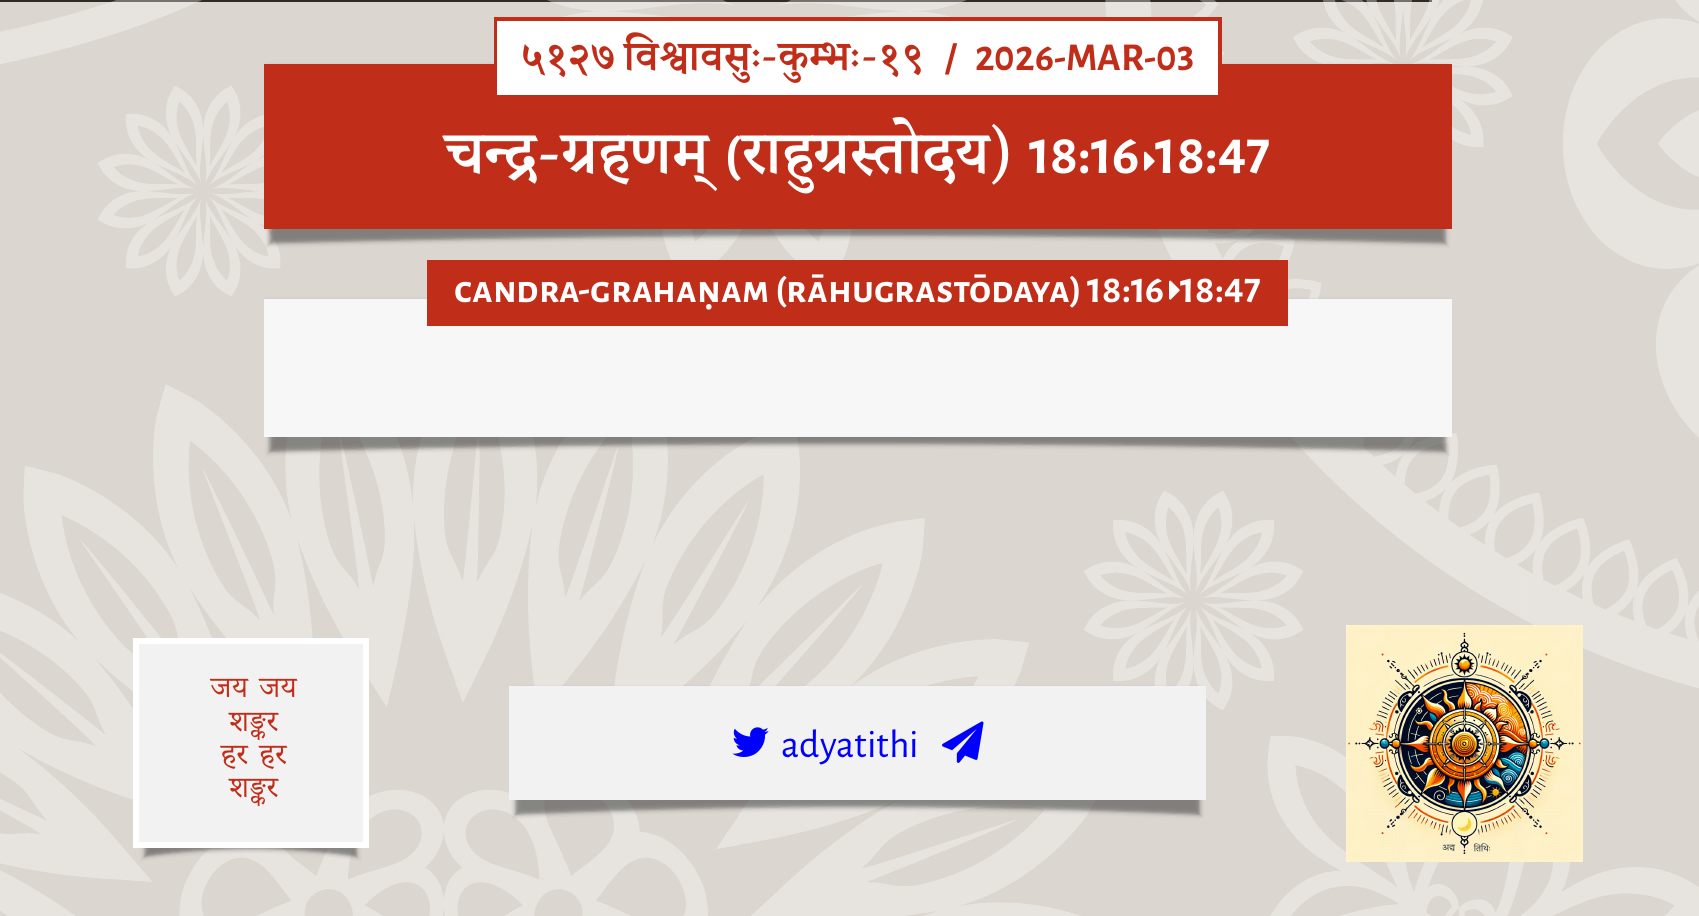 ५१२७ विश्वावसुः-कुम्भः-१९ / 2026-MAR-03
चन्द्र-ग्रहणम् (राहुग्रस्तोदय) 18:16▸18:47
CANDRA-GRAHAṆAM (RĀHUGRASTŌDAYA) 18:16▸18:47
जय जय
शङ्कर
हर हर
शङ्कर
adyatithi
अद्य तिथिः